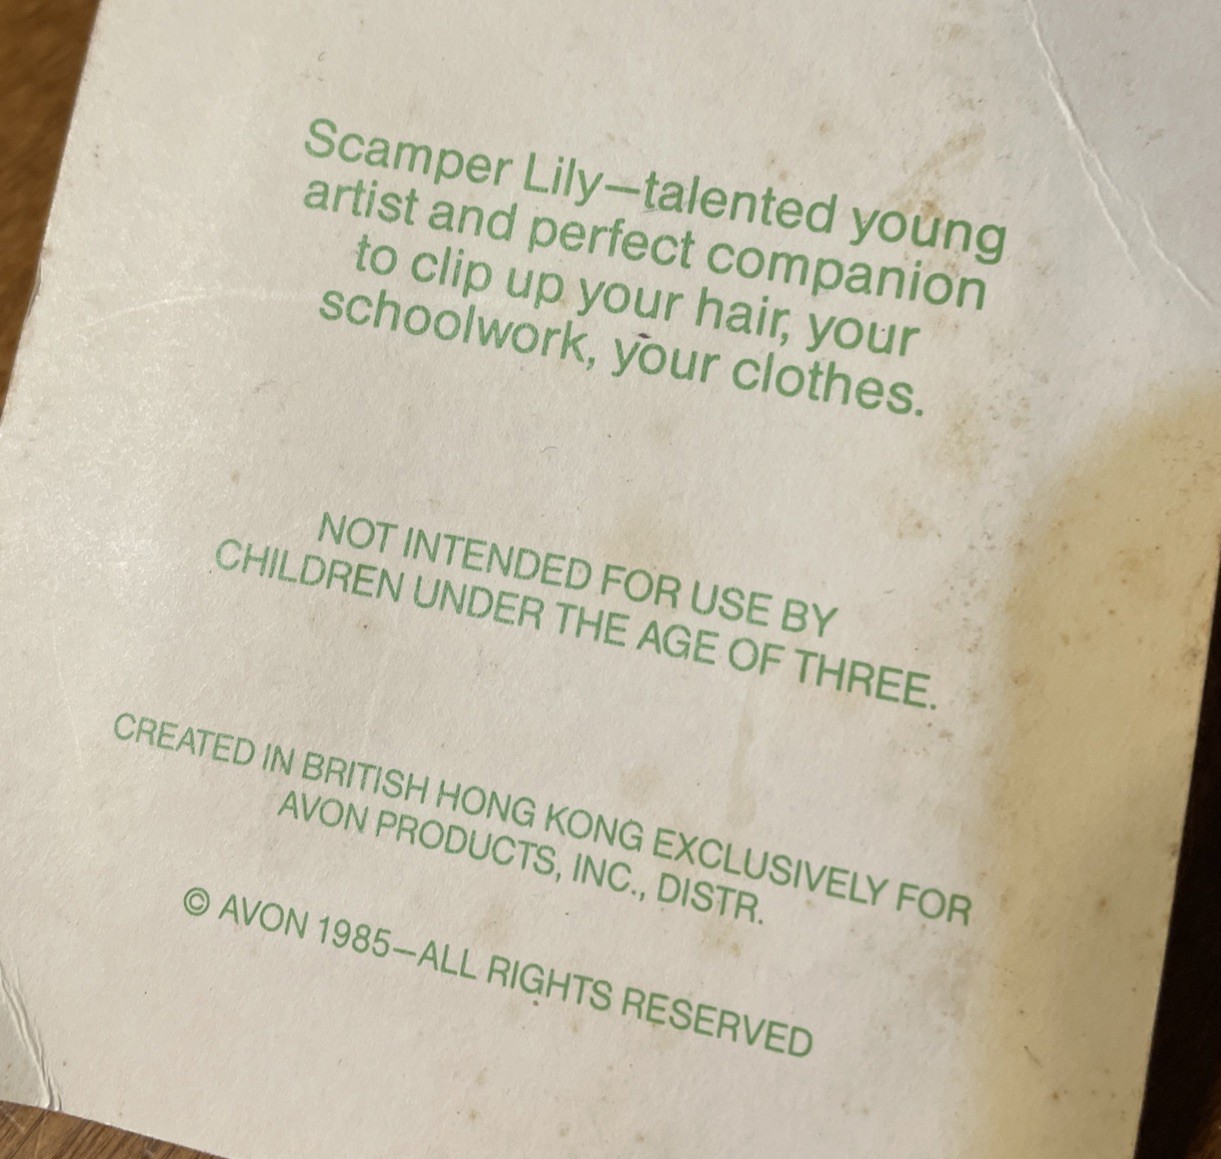 Scamper Lily—talented young
artist and perfect companion
to clip up your hair, your
schoolwork, your clothes.
NOT INTENDED FOR USE BY
CHILDREN UNDER THE AGE OF THREE.
CREATED IN BRITISH HONG KONG EXCLUSIVELY FOR
AVON PRODUCTS, INC., DISTR.
© AVON 1985—ALL RIGHTS RESERVED